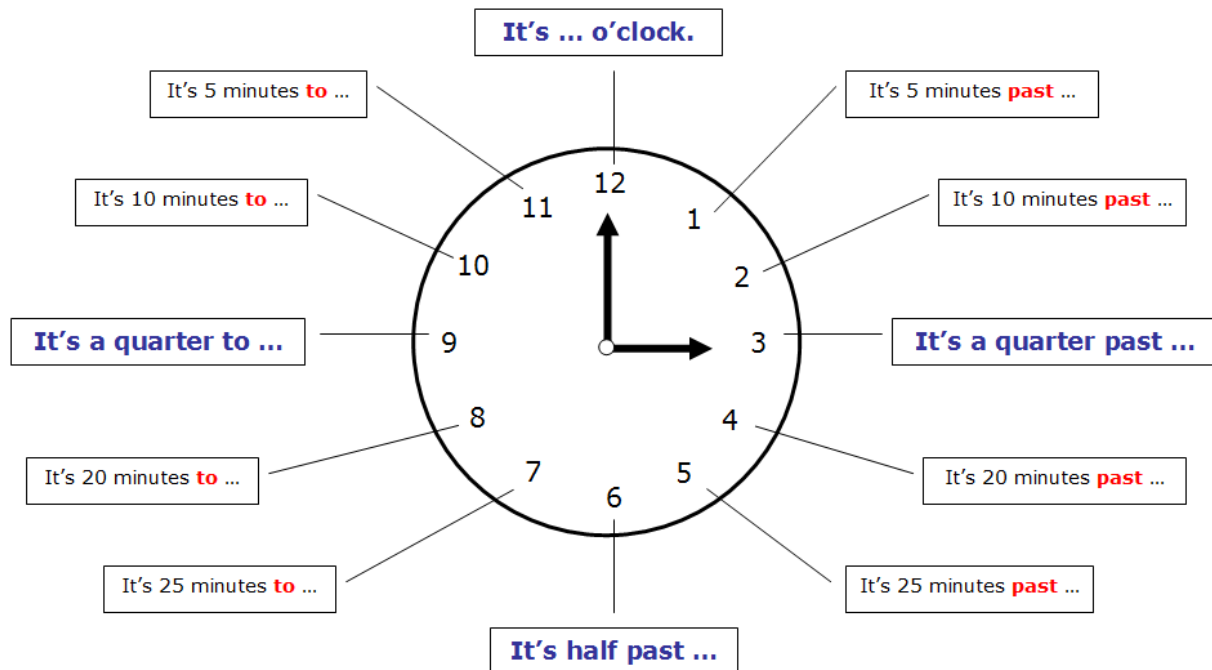 It's ... o'clock.
It's 5 minutes to ...
It's 5 minutes past ...
It's 10 minutes to ...
It's 10 minutes past ...
12
11
1
10
2
It's a quarter to ...
9
3
It's a quarter past ...
8
4
It's 20 minutes to ...
7
5
It's 20 minutes past ...
6
It's 25 minutes to ...
It's 25 minutes past ...
It's half past ...